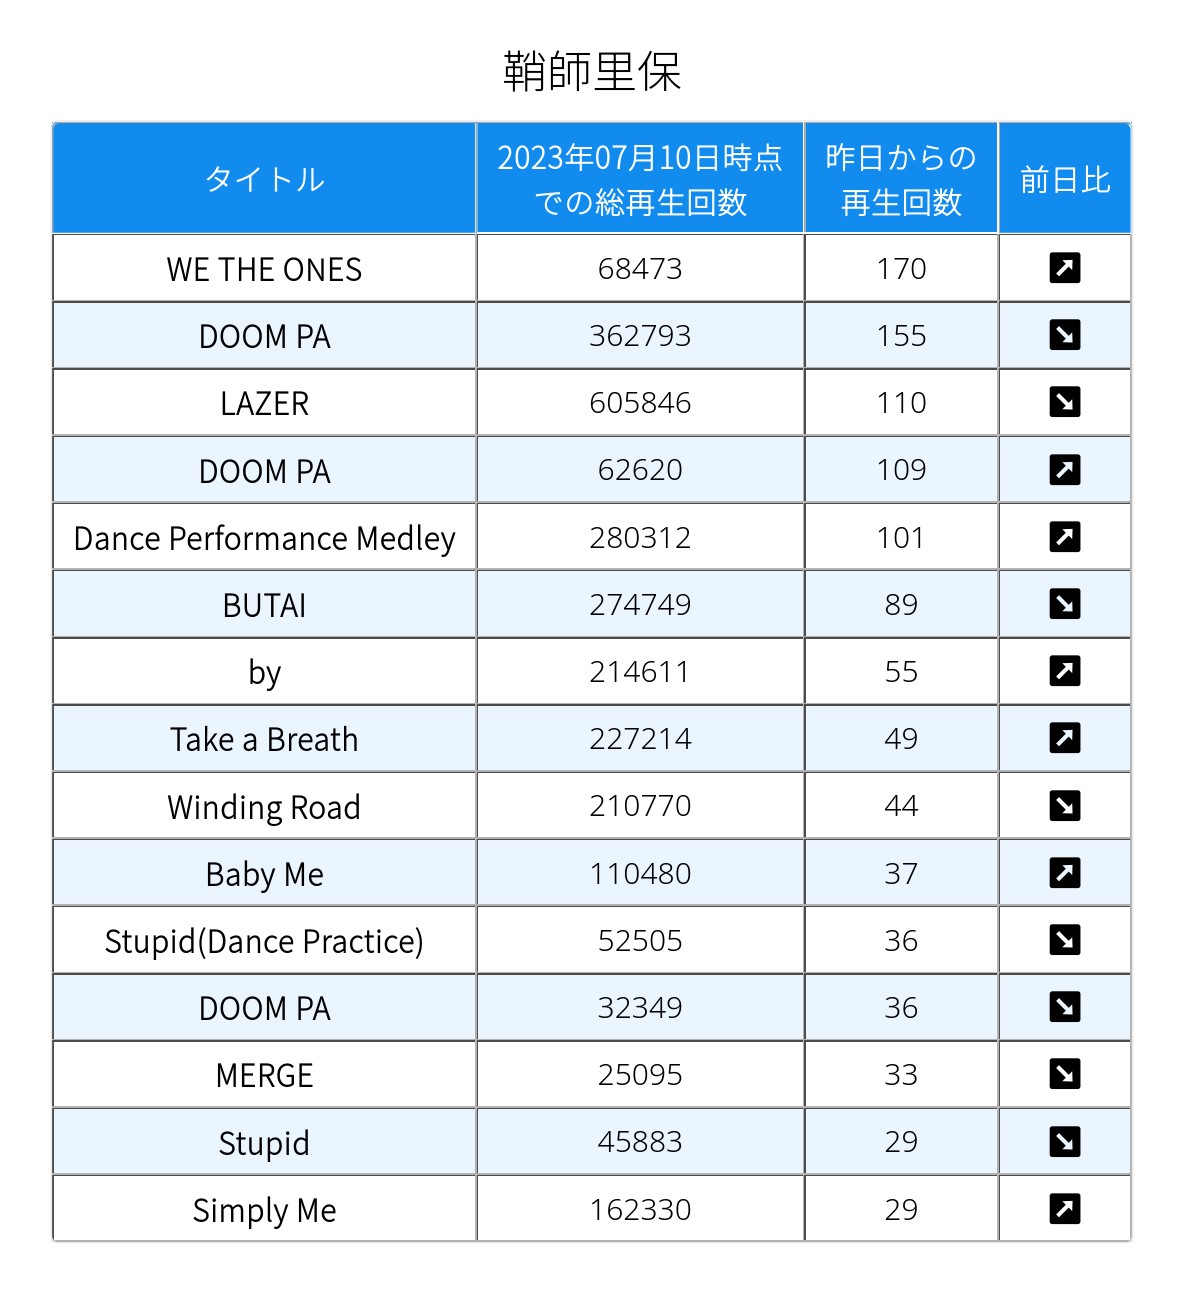 鞘師里保
タイトル 2023年07月10日時点 昨日からの 前日比
での総再生回数 再生回数
WE THE ONES 68473 170 ↗
DOOM PA 362793 155 ↘
LAZER 605846 110 ↘
DOOM PA 62620 109 ↗
Dance Performance Medley 280312 101 ↗
BUTAI 274749 89 ↘
by 214611 55 ↗
Take a Breath 227214 49 ↗
Winding Road 210770 44 ↘
Baby Me 110480 37 ↗
Stupid(Dance Practice) 52505 36 ↘
DOOM PA 32349 36 ↘
MERGE 25095 33 ↘
Stupid 45883 29 ↘
Simply Me 162330 29 ↗